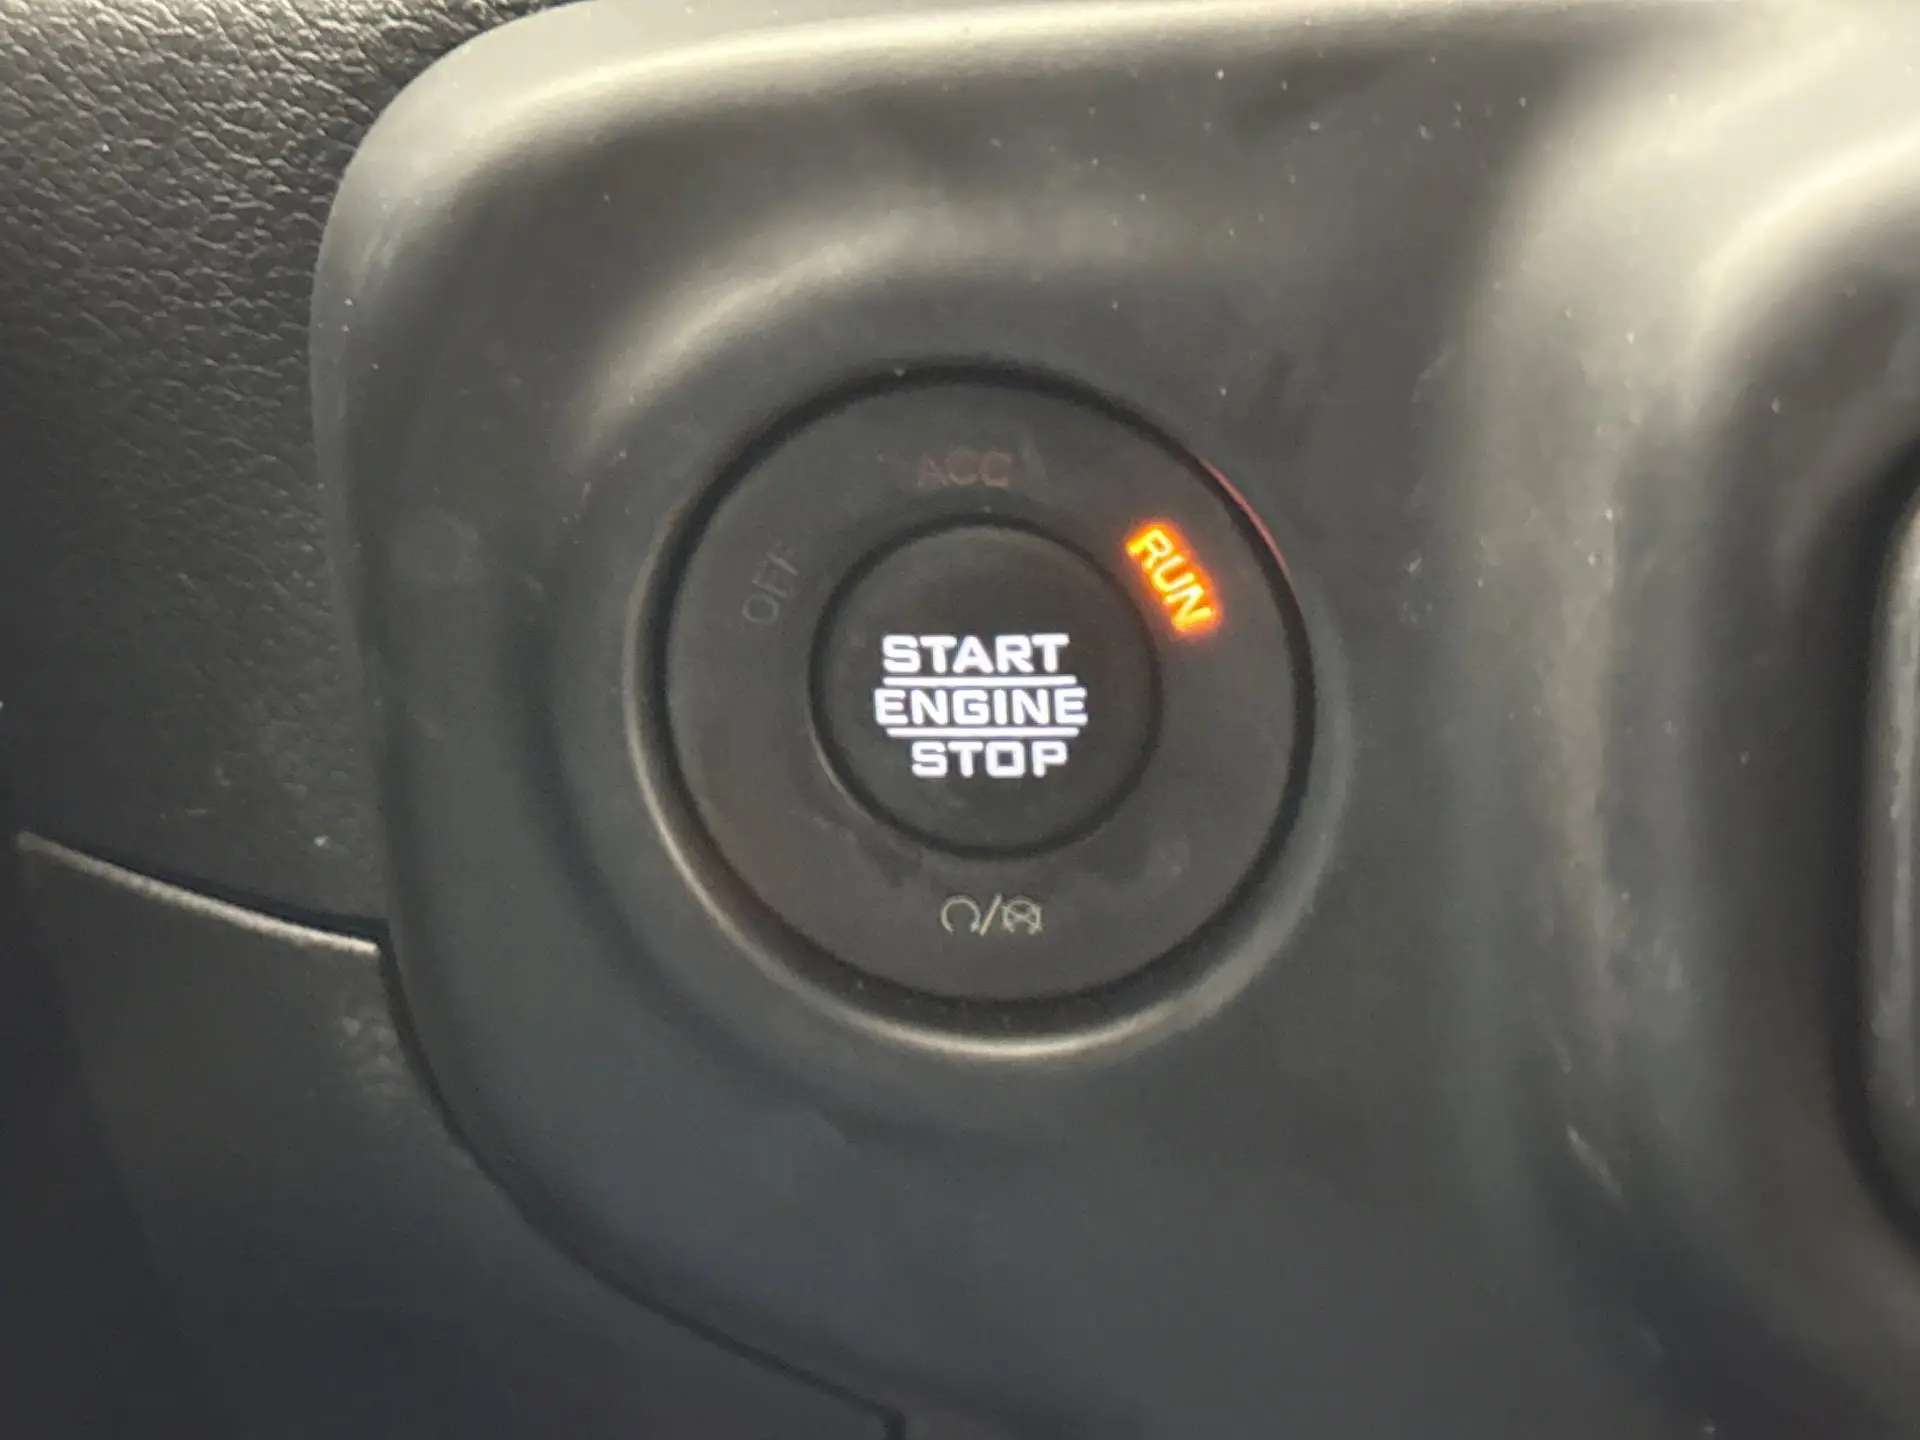 ACC
OFF
RUN
START
ENGINE
STOP